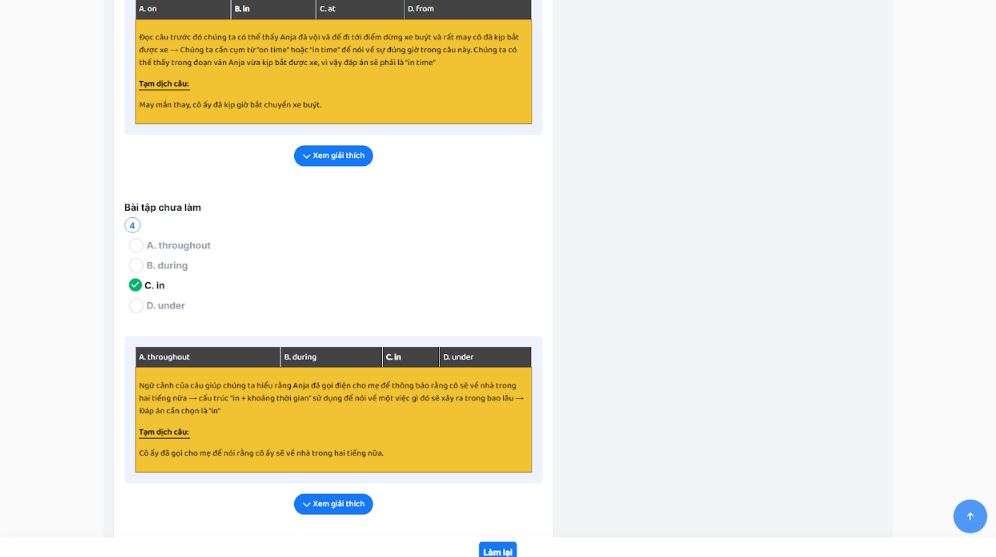 A. on B. in C. at D. from
Đọc câu trước đó chúng ta có thể thấy Anja đã vội vã để đi tới điểm dừng xe buýt và rất may cô đã kịp bắt
được xe → Chúng ta cần cụm từ "on time" hoặc "in time" để nói về sự đúng giờ trong câu này. Chúng ta có
thể thấy trong đoạn văn Anja vừa kịp bắt được xe, vì vậy đáp án sẽ phải là "in time"
Tạm dịch câu:
May mắn thay, cô ấy đã kịp giờ bắt chuyến xe buýt.
Xem giải thích
Bài tập chưa làm
4
A. throughout
B. during
C. in
D. under
A. throughout B. during C. in D. under
Ngữ cảnh của câu giúp chúng ta hiểu rằng Anja đã gọi điện cho mẹ để thông báo rằng cô sẽ về nhà trong
hai tiếng nữa → cấu trúc "in + khoảng thời gian" sử dụng để nói về một việc gì đó sẽ xảy ra trong bao lâu →
Đáp án cần chọn là "in"
Tạm dịch câu:
Cô ấy đã gọi cho mẹ để nói rằng cô ấy sẽ về nhà trong hai tiếng nữa.
Xem giải thích
Làm lại